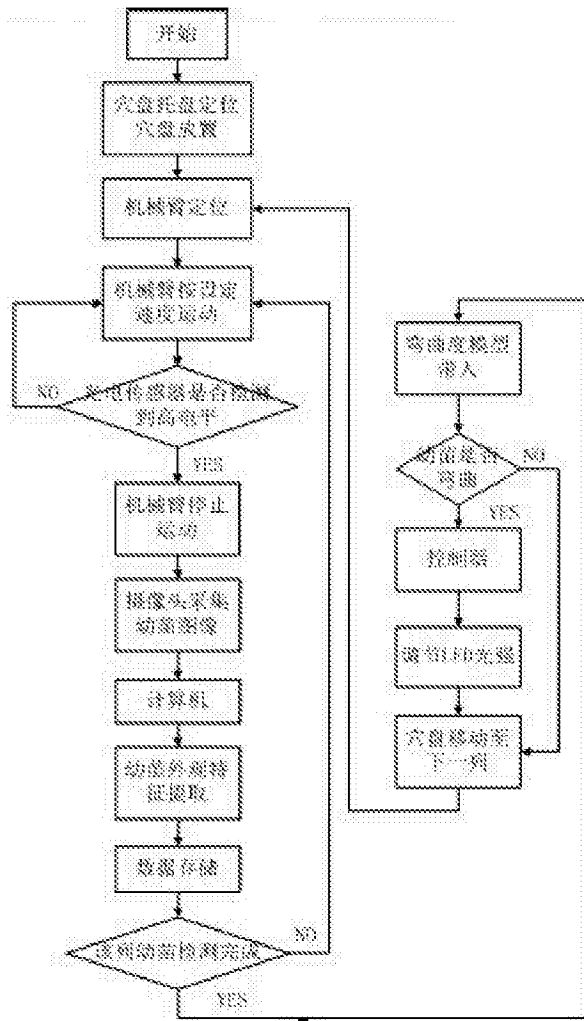 开始
穴盘托盘定位
穴盘放置
机械臂定位
机械臂按设定
速度运动
NO
光电传感器是否检测
到高电平
YES
机械臂停止
运动
摄像头采集
幼苗图像
计算机
幼苗外观特
征提取
数据存储
该列幼苗检测完成
NO
YES
弯曲度模型
带入
幼苗是否
弯曲
NO
YES
控制器
调节LED光强
穴盘移动至
下一列